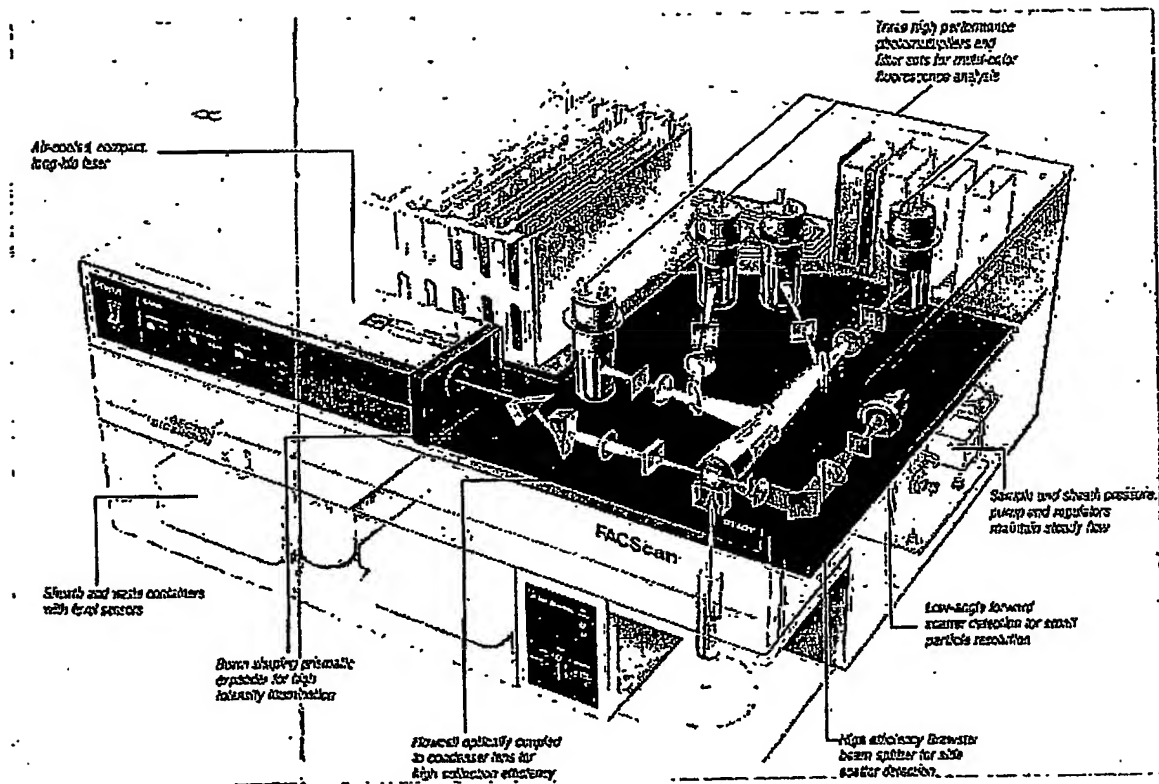 Three high performance
photomultipliers and
filter sets for multi-color
fluorescence analysis
Air-cooled, compact,
long-life laser
FACScan
Sample and sheath pressure,
pump and regulators
maintain steady flow
Sheath and waste containers
with level sensors
Low-angle forward
scatter detection for small
particle resolution
Beam shaping prismatic
expander for high
intensity illumination
Flowcell optically coupled
to condenser lens for
high collection efficiency
High efficiency Brewster
beam splitter for side
scatter detection